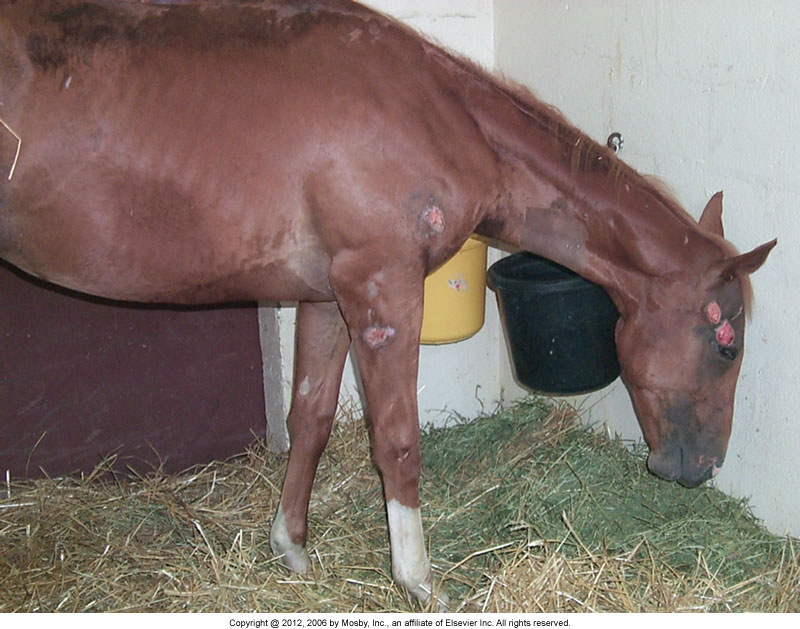 Copyright @ 2012, 2006 by Mosby, Inc., an affiliate of Elsevier Inc. All rights reserved.